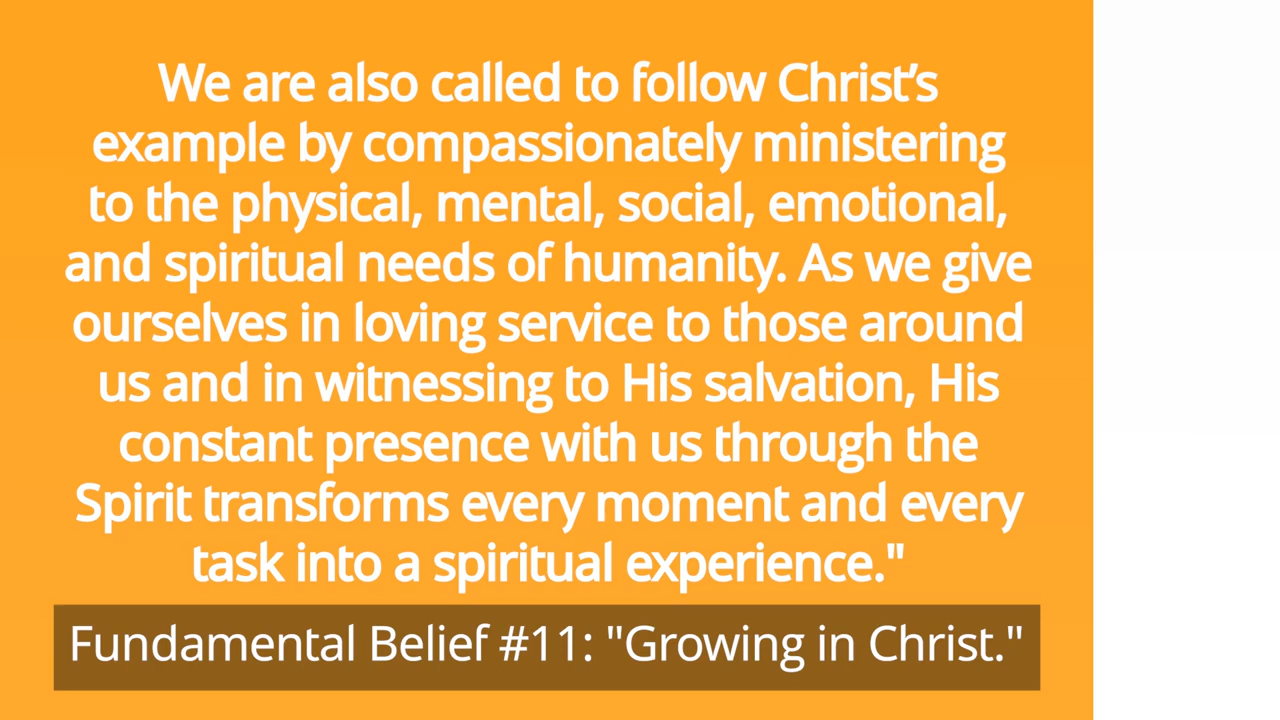 We are also called to follow Christ’s
example by compassionately ministering
to the physical, mental, social, emotional,
and spiritual needs of humanity. As we give
ourselves in loving service to those around
us and in witnessing to His salvation, His
constant presence with us through the
Spirit transforms every moment and every
task into a spiritual experience."
Fundamental Belief #11: "Growing in Christ."